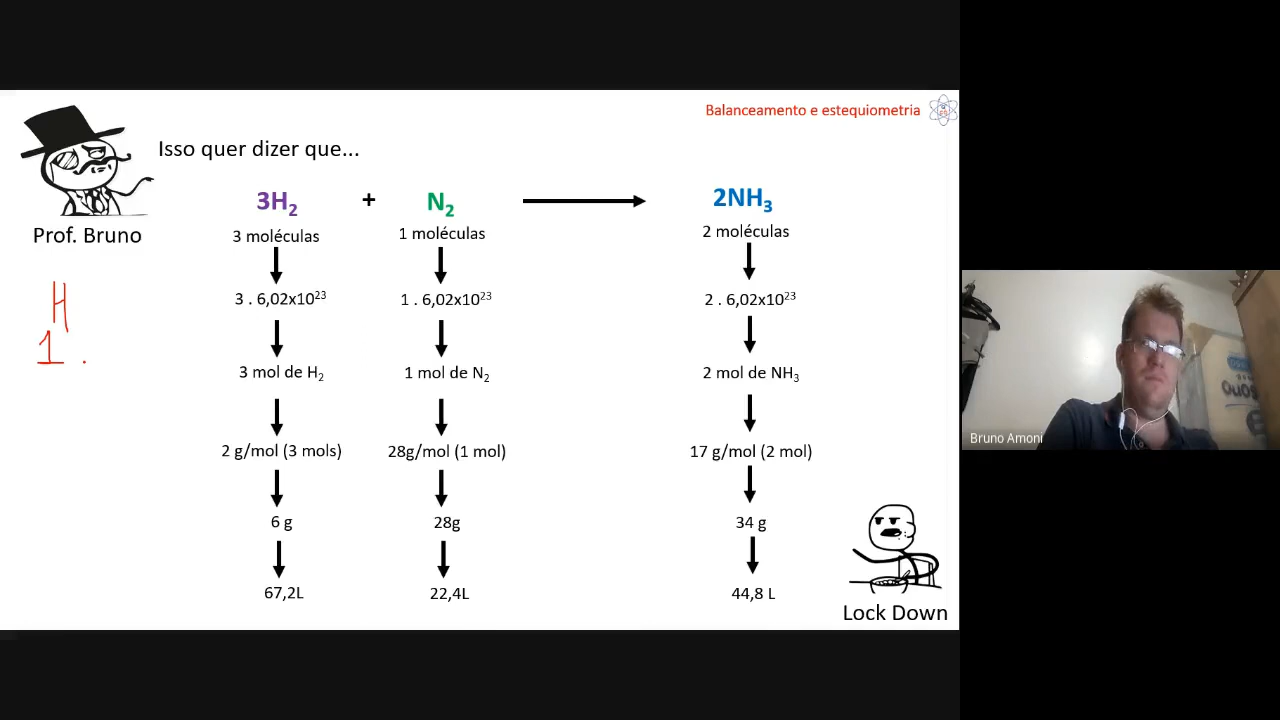 Balanceamento e estequiometria
Isso quer dizer que...
Prof. Bruno
3H₂ + N₂ 2NH₃
3 moléculas 1 moléculas 2 moléculas
3 . 6,02x10²³ 1 . 6,02x10²³ 2 . 6,02x10²³
3 mol de H₂ 1 mol de N₂ 2 mol de NH₃
2 g/mol (3 mols) 28g/mol (1 mol) 17 g/mol (2 mol)
6 g 28g 34 g
67,2L 22,4L 44,8 L
H
1 .
Lock Down
Bruno Amoni